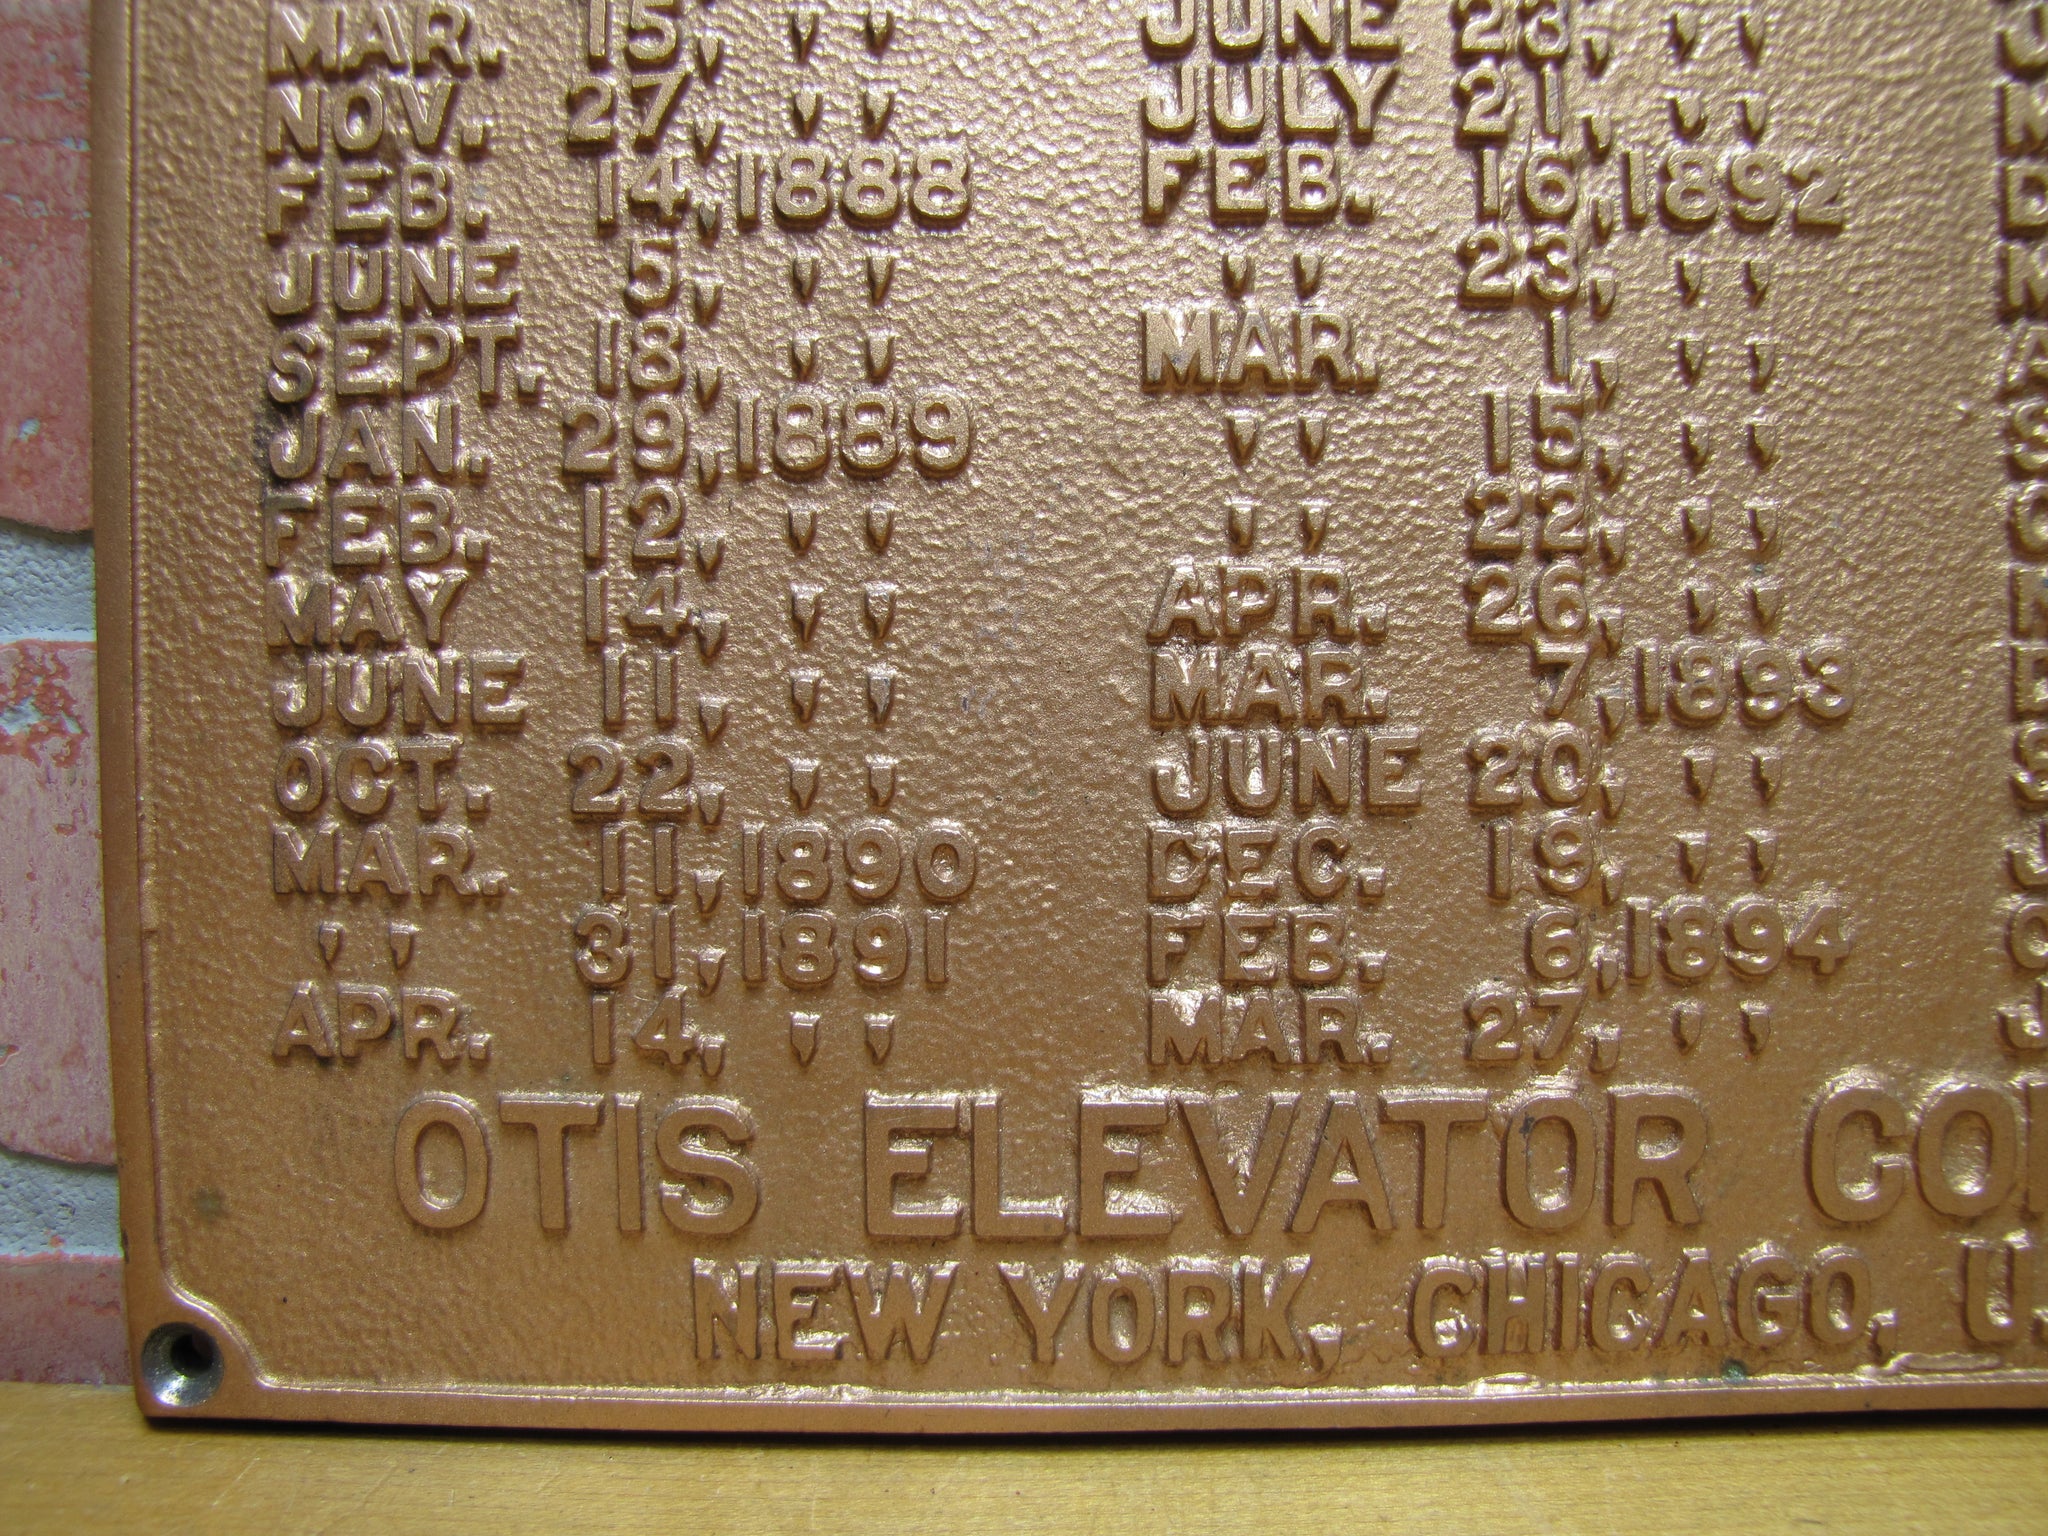 MAR. 15, " JUNE 23, "
NOV. 27, " JULY 21, "
FEB. 14, 1888 FEB. 16, 1892
JUNE 5, " " 23, "
SEPT. 18, " MAR. 1, "
JAN. 29, 1889 " 15, "
FEB. 12, " " 22, "
MAY 14, " APR. 26, "
JUNE 11, " MAR. 7, 1893
OCT. 22, " JUNE 20, "
MAR. 11, 1890 DEC. 19, "
" 31, 1891 FEB. 6, 1894
APR. 14, " MAR. 27, "
OTIS ELEVATOR CO
NEW YORK, CHICAGO, U.